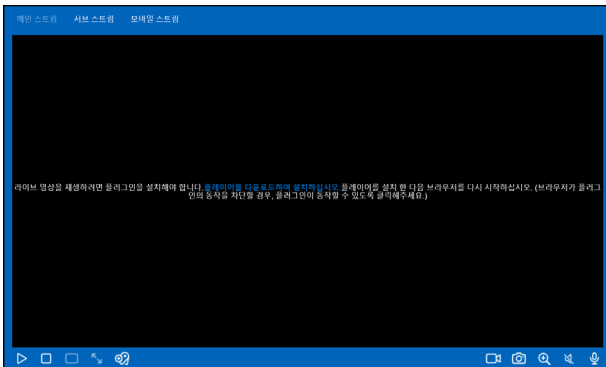 메인 스트림 서브 스트림 모바일 스트림
라이브 영상을 재생하려면 플러그인을 설치해야 합니다.플레이어를 다운로드하여 설치하십시오.플레이어를 설치 한 다음 브라우저를 다시 시작하십시오. (브라우저가 플러그
인의 동작을 차단할 경우, 플러그인이 동작할 수 있도록 클릭해주세요.)